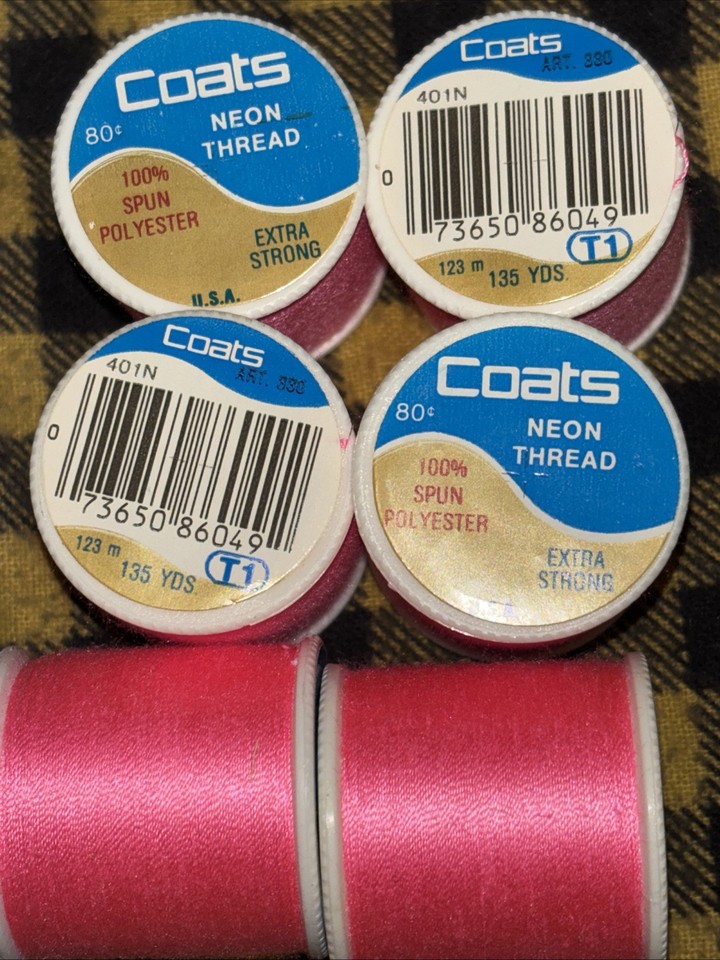 Coats
NEON
THREAD
80¢
100%
SPUN
POLYESTER
EXTRA
STRONG
U.S.A.
Coats
ART. 330
401N
0
73650 86049
T1
123 m 135 YDS.
Coats
ART. 330
401N
0
73650 86049
T1
123 m 135 YDS.
Coats
80¢
NEON
THREAD
100%
SPUN
POLYESTER
EXTRA
STRONG